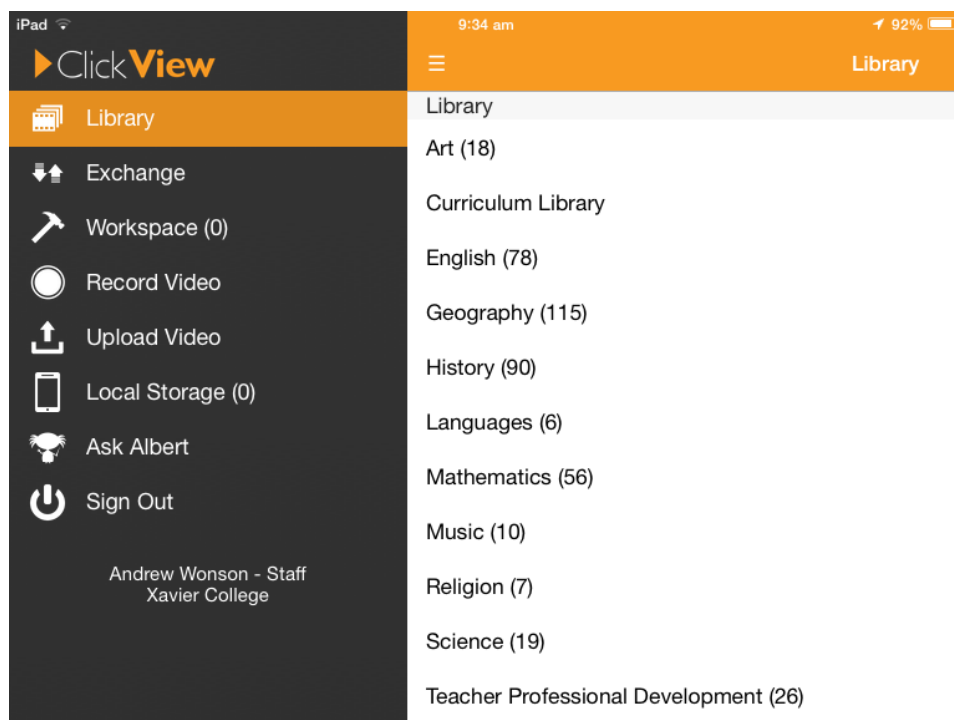 iPad
9:34 am
92%
ClickView
Library
Library
Exchange
Workspace (0)
Record Video
Upload Video
Local Storage (0)
Ask Albert
Sign Out
Andrew Wonson - Staff
Xavier College
Library
Art (18)
Curriculum Library
English (78)
Geography (115)
History (90)
Languages (6)
Mathematics (56)
Music (10)
Religion (7)
Science (19)
Teacher Professional Development (26)